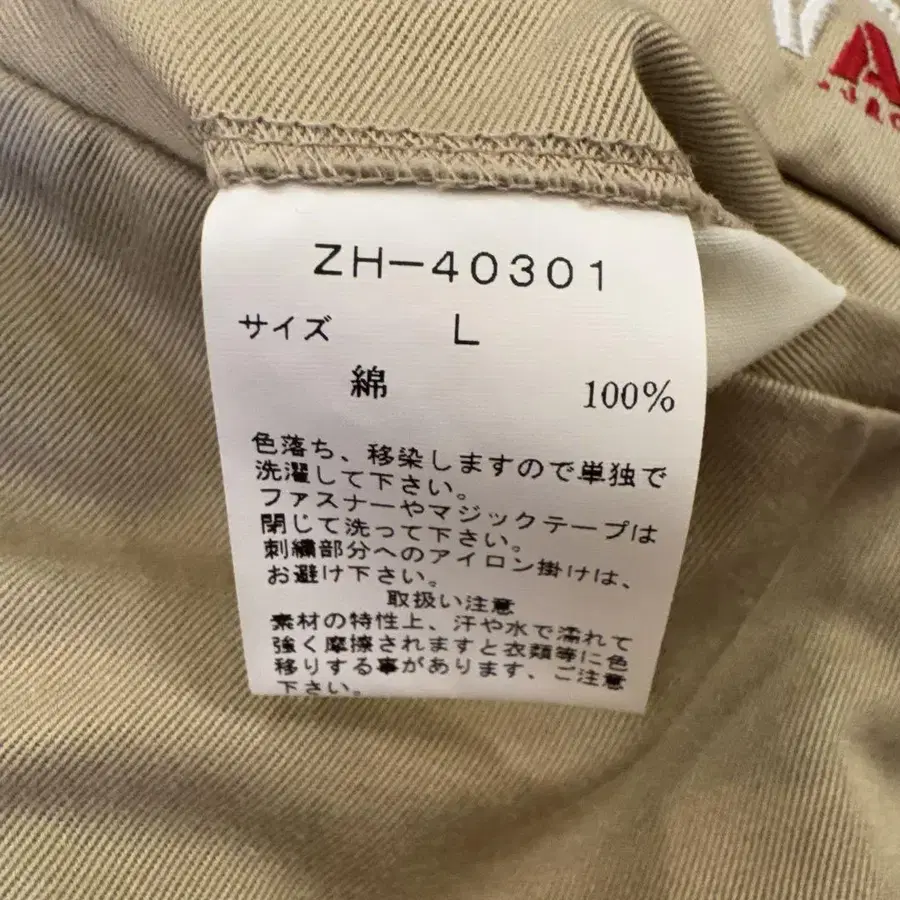 A
ZH-40301
サイズ L
綿 100%
色落ち、移染しますので単独で
洗濯して下さい。
ファスナーやマジックテープは
閉じて洗って下さい。
刺繍部分へのアイロン掛けは、
お避け下さい。
取扱い注意
素材の特性上、汗や水で濡れて
強く摩擦されますと衣類等に色
移りする事があります、ご注意
下さい。